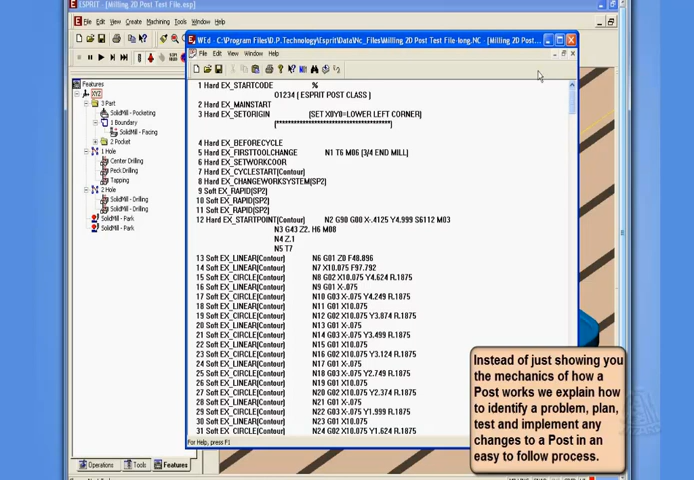 ESPRIT - [Milling 2D Post Test File.esp]
File Edit View Create Machining Tools
WEd - C:\Program Files\D.P.Technology\Esprit\Data\Nc_Files\Milling 2D Post Test File-long.NC - [Milling 2D Post...
File Edit View Window Help
Features
XYZ
3 Part
SolidMill - Pocketing
1 Boundary
SolidMill - Facing
2 Pocket
1 Hole
Center Drilling
Peck Drilling
Tapping
2 Hole
SolidMill - Drilling
SolidMill - Drilling
SolidMill - Park
SolidMill - Park
1 Hard EX_STARTCODE %
O1234 ( ESPRIT POST CLASS )
2 Hard EX_MAINSTART
3 Hard EX_SETORIGIN (SET X0Y0=LOWER LEFT CORNER)
4 Hard EX_BEFORECYCLE
5 Hard EX_FIRSTTOOLCHANGE N1 T6 M06 (3/4 END MILL)
6 Hard EX_SETWORKCOOR
7 Hard EX_CYCLESTART(Contour)
8 Hard EX_CHANGEWORKSYSTEM(SP2)
9 Soft EX_RAPID(SP2)
10 Soft EX_RAPID(SP2)
11 Soft EX_RAPID(SP2)
12 Hard EX_STARTPOINT(Contour) N2 G90 G00 X-.4125 Y4.999 S6112 M03
N3 G43 Z2. H6 M08
N4 Z.1
N5 T7
13 Soft EX_LINEAR(Contour) N6 G01 Z0 F48.896
14 Soft EX_LINEAR(Contour) N7 X10.075 F97.792
15 Soft EX_CIRCLE(Contour) N8 G02 X10.075 Y4.624 R.1875
16 Soft EX_LINEAR(Contour) N9 G01 X-.075
17 Soft EX_CIRCLE(Contour) N10 G03 X-.075 Y4.249 R.1875
18 Soft EX_LINEAR(Contour) N11 G01 X10.075
19 Soft EX_CIRCLE(Contour) N12 G02 X10.075 Y3.874 R.1875
20 Soft EX_LINEAR(Contour) N13 G01 X-.075
21 Soft EX_CIRCLE(Contour) N14 G03 X-.075 Y3.499 R.1875
22 Soft EX_LINEAR(Contour) N15 G01 X10.075
23 Soft EX_CIRCLE(Contour) N16 G02 X10.075 Y3.124 R.1875
24 Soft EX_LINEAR(Contour) N17 G01 X-.075
25 Soft EX_CIRCLE(Contour) N18 G03 X-.075 Y2.749 R.1875
26 Soft EX_LINEAR(Contour) N19 G01 X10.075
27 Soft EX_CIRCLE(Contour) N20 G02 X10.075 Y2.374 R.1875
28 Soft EX_LINEAR(Contour) N21 G01 X-.075
29 Soft EX_CIRCLE(Contour) N22 G03 X-.075 Y1.999 R.1875
30 Soft EX_LINEAR(Contour) N23 G01 X10.075
31 Soft EX_CIRCLE(Contour) N24 G02 X10.075 Y1.624 R.1875
For Help, press F1
Operations Tools Features
Instead of just showing you
the mechanics of how a
Post works we explain how
to identify a problem, plan,
test and implement any
changes to a Post in an
easy to follow process.